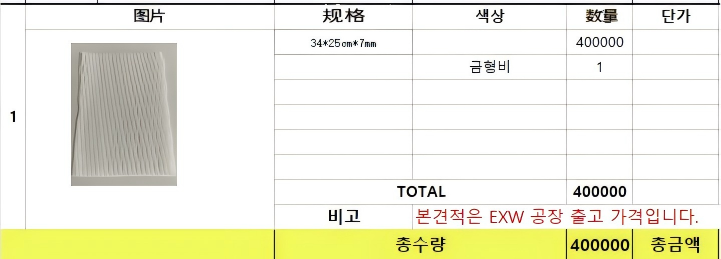 图片 规格 색상 数量 단가
34*25cm*7mm 400000
금형비 1
1
TOTAL 400000
비고 본견적은 EXW 공장 출고 가격입니다.
총수량 400000 총금액